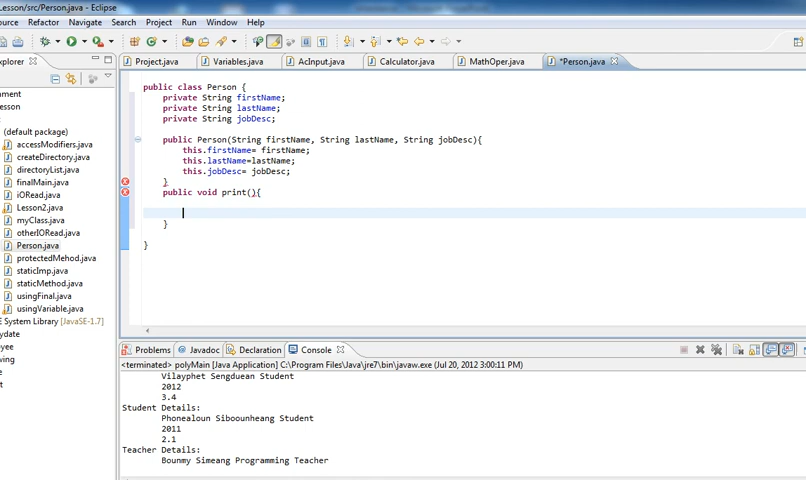 Lesson/src/Person.java - Eclipse
ource Refactor Navigate Search Project Run Window Help
Project.java Variables.java AcInput.java Calculator.java MathOper.java *Person.java
xplorer
nment
esson
(default package)
accessModifiers.java
createDirectory.java
directoryList.java
finalMain.java
iORead.java
Lesson2.java
myClass.java
otherIORead.java
Person.java
protectedMehod.java
staticImp.java
staticMethod.java
usingFinal.java
usingVariable.java
E System Library [JavaSE-1.7]
ydate
oyee
wing
e
t
public class Person {
private String firstName;
private String lastName;
private String jobDesc;
public Person(String firstName, String lastName, String jobDesc){
this.firstName= firstName;
this.lastName=lastName;
this.jobDesc= jobDesc;
}
public void print(){
}
}
Problems Javadoc Declaration Console
<terminated> polyMain [Java Application] C:\Program Files\Java\jre7\bin\javaw.exe (Jul 20, 2012 3:00:11 PM)
Vilayphet Sengduean Student
2012
3.4
Student Details:
Phonealoun Siboounheang Student
2011
2.1
Teacher Details:
Bounmy Simeang Programming Teacher